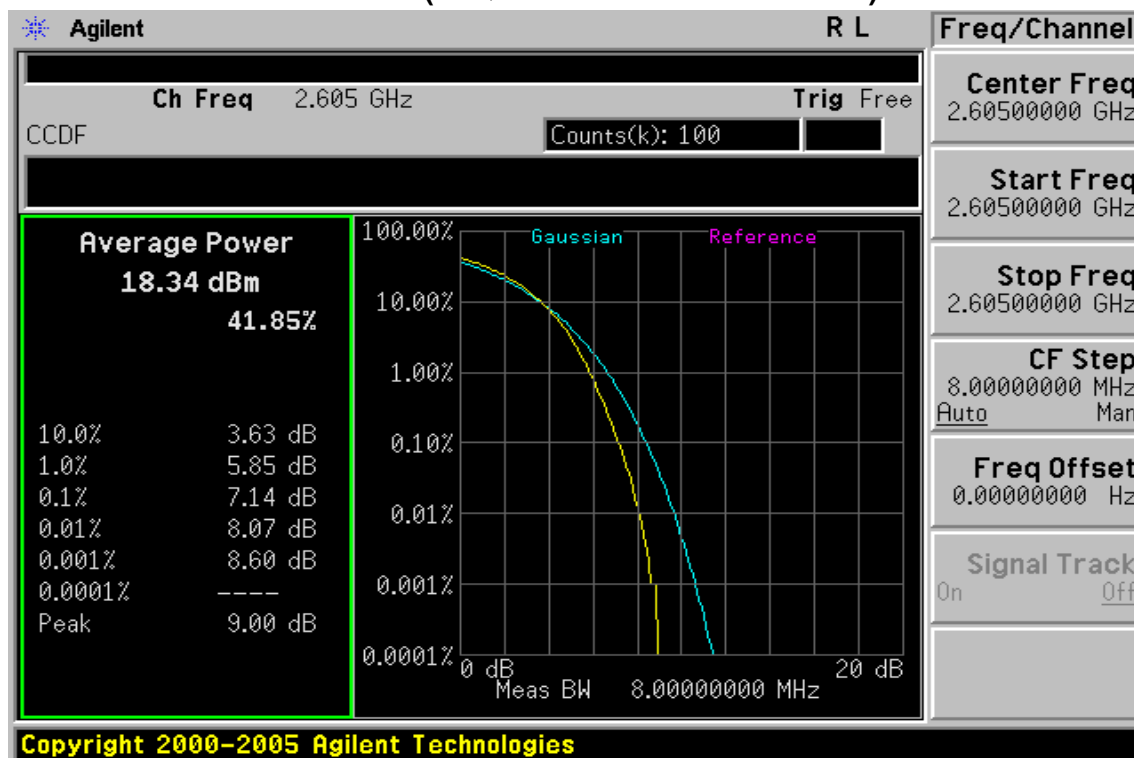 Agilent R L
Freq/Channel
Ch Freq 2.605 GHz Trig Free
CCDF Counts(k): 100
Average Power
18.34 dBm
41.85%
10.0% 3.63 dB
1.0% 5.85 dB
0.1% 7.14 dB
0.01% 8.07 dB
0.001% 8.60 dB
0.0001% ----
Peak 9.00 dB
Gaussian Reference
100.00%
10.00%
1.00%
0.10%
0.01%
0.001%
0.0001%
0 dB 20 dB
Meas BW 8.00000000 MHz
Center Freq
2.60500000 GHz
Start Freq
2.60500000 GHz
Stop Freq
2.60500000 GHz
CF Step
8.00000000 MHz
Auto Man
Freq Offset
0.00000000 Hz
Signal Track
On Off
Copyright 2000-2005 Agilent Technologies